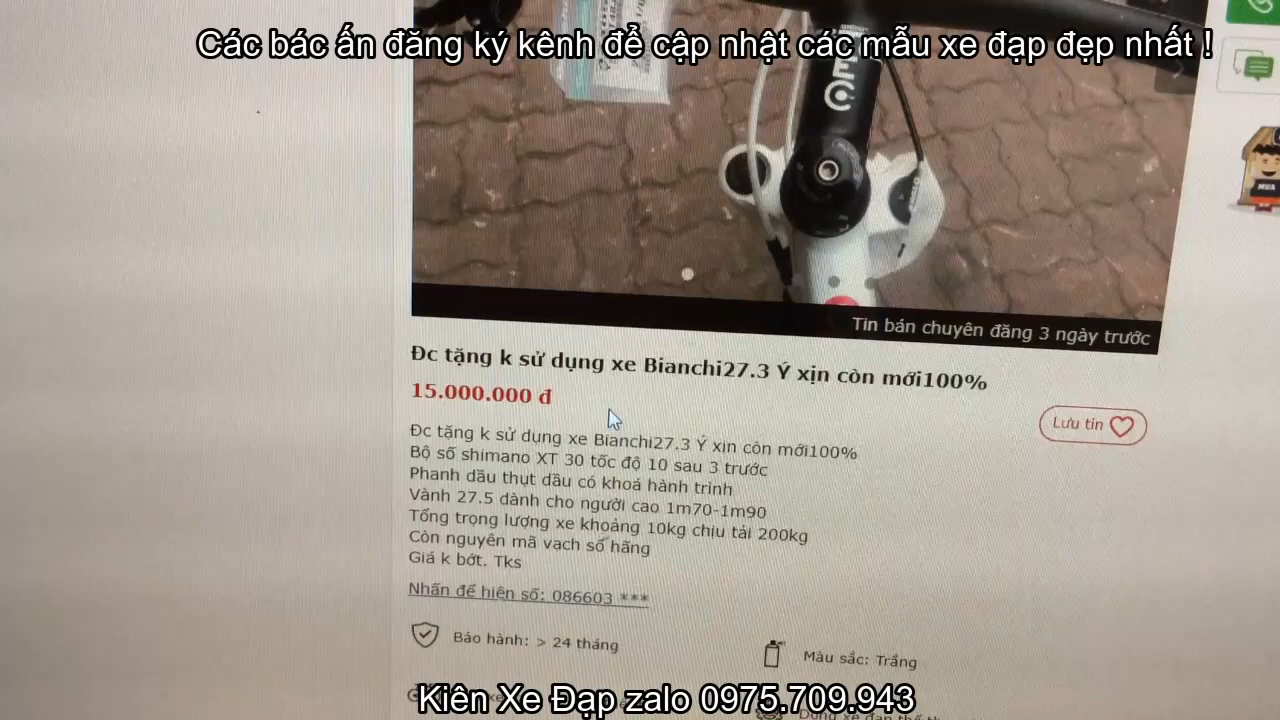 Các bác ấn đăng ký kênh để cập nhật các mẫu xe đạp đẹp nhất !
MUA
Tin bán chuyên đăng 3 ngày trước
Đc tặng k sử dụng xe Bianchi27.3 Ý xịn còn mới100%
15.000.000 đ
Lưu tin
Đc tặng k sử dụng xe Bianchi27.3 Ý xịn còn mới100%
Bộ số shimano XT 30 tốc độ 10 sau 3 trước
Phanh dầu thụt dầu có khoá hành trình
Vành 27.5 dành cho người cao 1m70-1m90
Tổng trọng lượng xe khoảng 10kg chịu tải 200kg
Còn nguyên mã vạch số hãng
Giá k bớt. Tks
Nhấn để hiện số: 086603 ***
Bảo hành: > 24 tháng
Màu sắc: Trắng
Kiên Xe Đạp zalo 0975.709.943